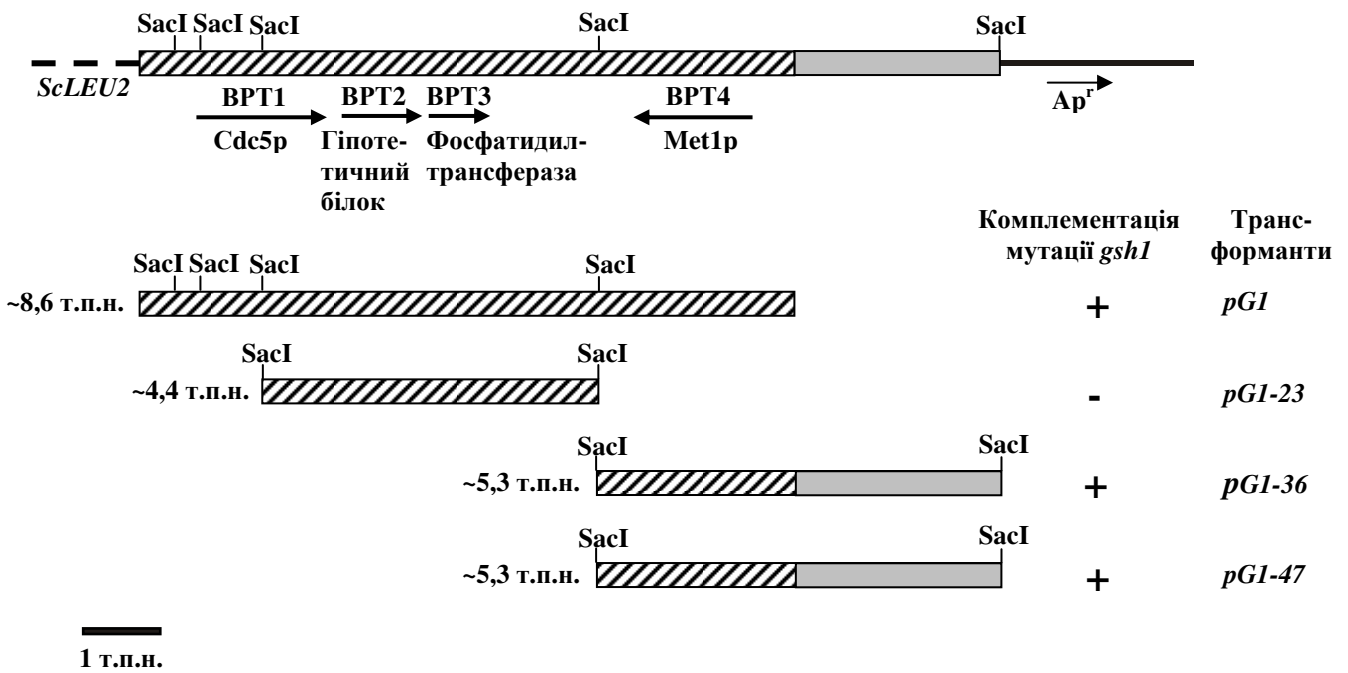 SacI SacI SacI SacI SacI
ScLEU2
BPT1 BPT2 BPT3 BPT4 Apʳ
Cdc5p Гіпоте- Фосфатидил- Met1p
тичний трансфераза
білок
Комплементація Транс-
мутації gsh1 форманти
SacI SacI SacI SacI
~8,6 т.п.н. + pG1
SacI SacI
~4,4 т.п.н. - pG1-23
SacI SacI
~5,3 т.п.н. + pG1-36
SacI SacI
~5,3 т.п.н. + pG1-47
1 т.п.н.